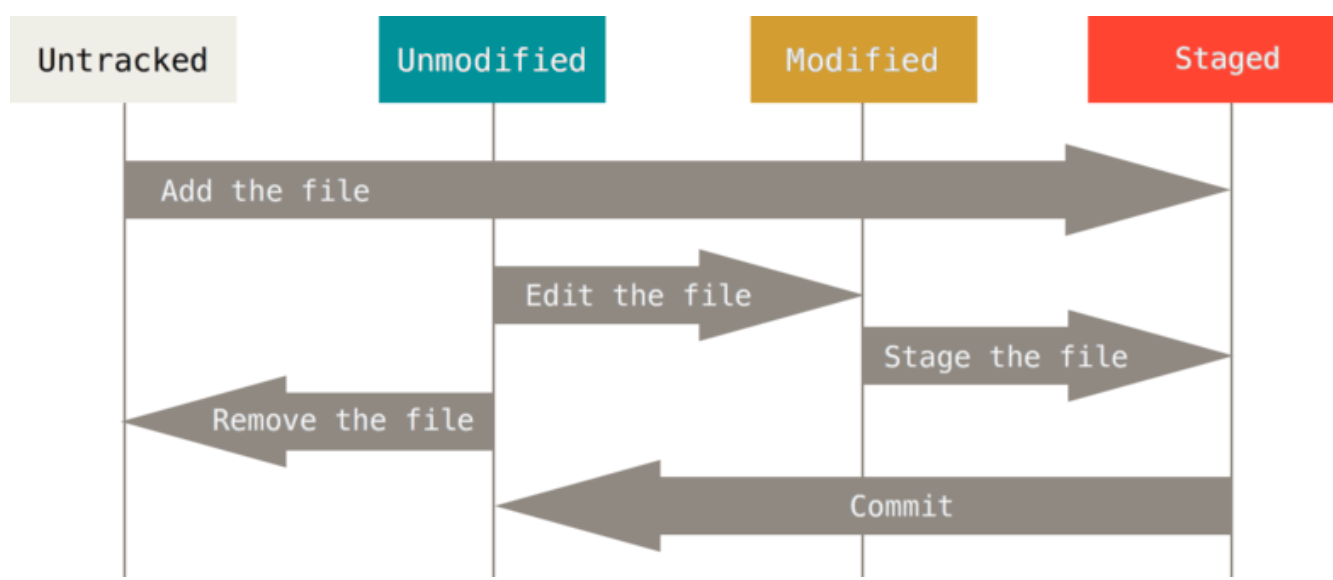 Untracked
Unmodified
Modified
Staged
Add the file
Edit the file
Stage the file
Remove the file
Commit